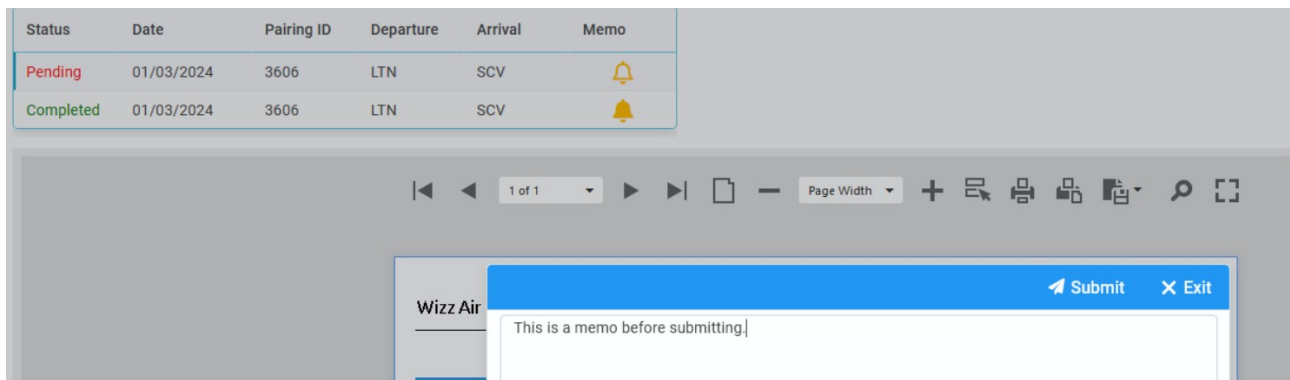 Status Date Pairing ID Departure Arrival Memo
Pending 01/03/2024 3606 LTN SCV
Completed 01/03/2024 3606 LTN SCV
1 of 1 Page Width
Submit Exit
Wizz Air
This is a memo before submitting.